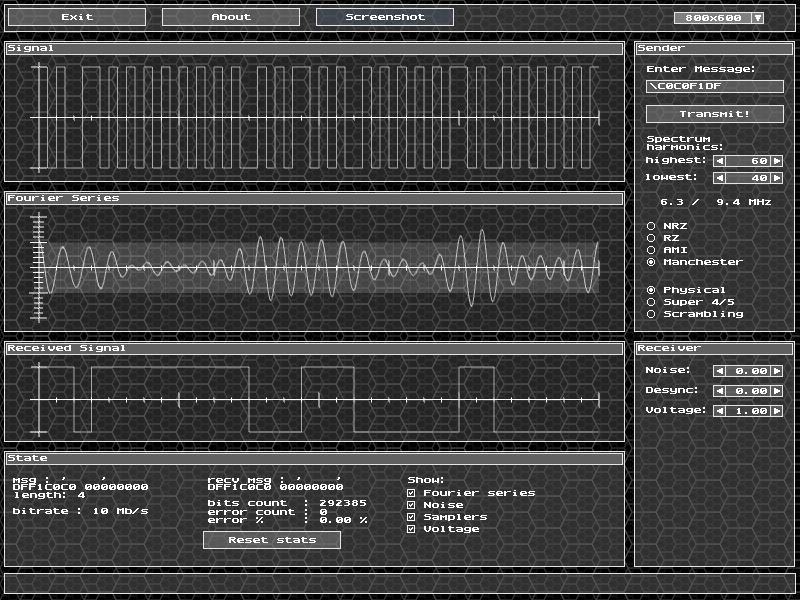 Exit
About
Screenshot
800x600
Signal
Sender
Enter Message:
\C0C0F1DF
Transmit!
Spectrum
harmonics:
highest: 60
lowest: 40
6.3 / 9.4 MHz
NRZ
RZ
AMI
Manchester
Physical
Super 4/5
Scrambling
Fourier Series
Received Signal
Receiver
Noise: 0.00
Desync: 0.00
Voltage: 1.00
State
msg : ' '
DFF1C0C0 00000000
length: 4
bitrate : 10 Mb/s
recv msg : ' '
DFF1C0C0 00000000
bits count : 292385
error count : 0
error % : 0.00 %
Reset stats
Show:
Fourier series
Noise
Samplers
Voltage